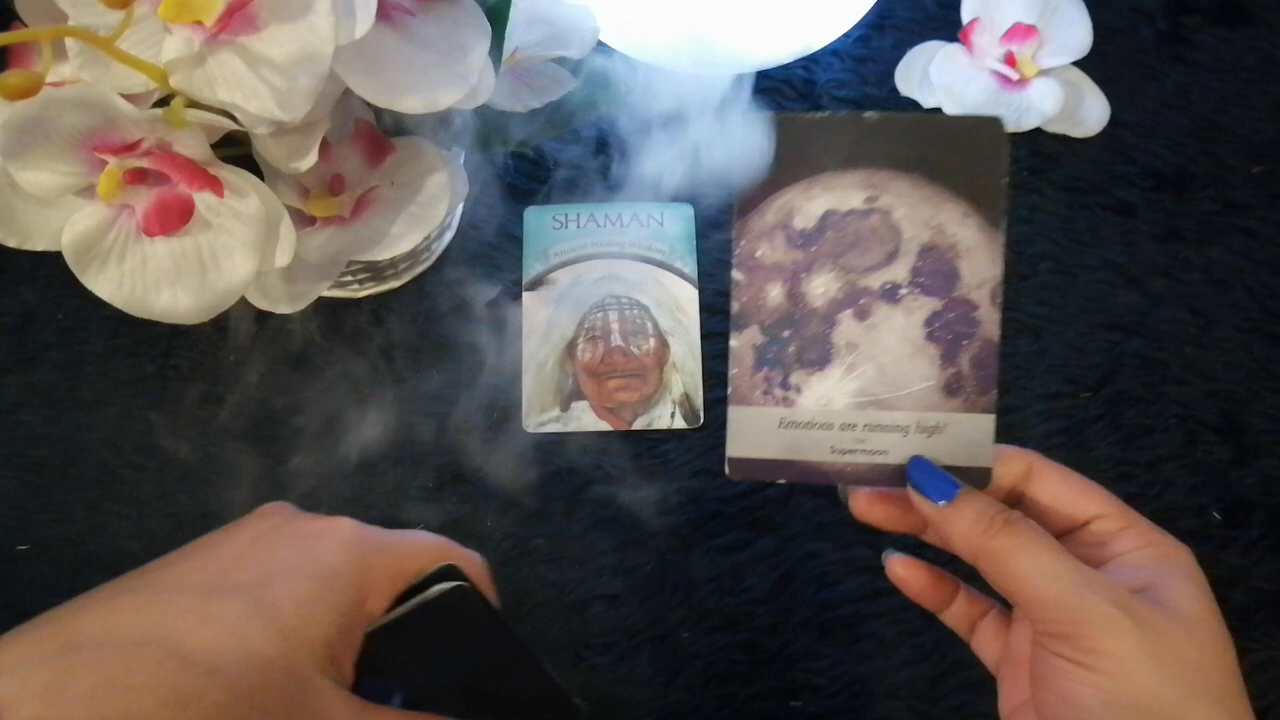 SHAMAN
Ancient Healing Wisdom
Emotions are running high!
Supermoon